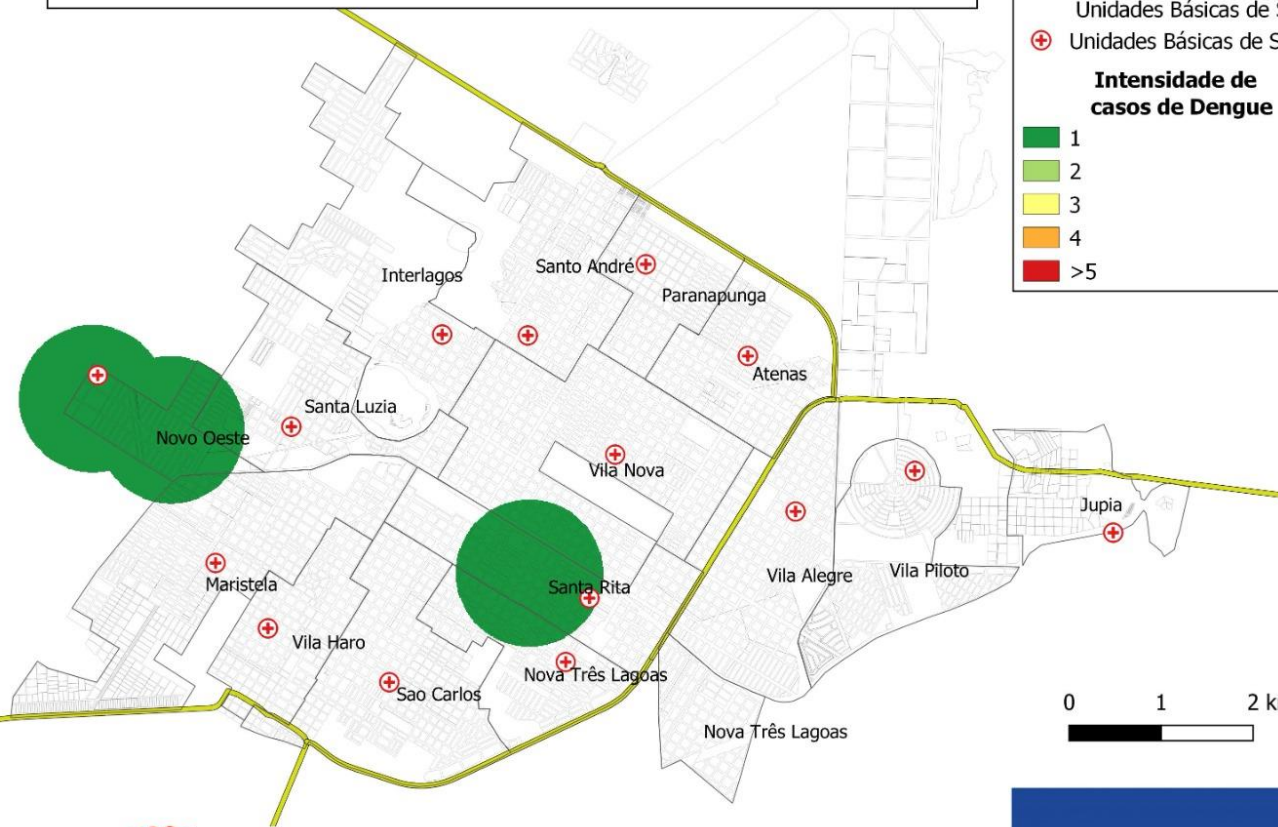 Unidades Básicas de
Unidades Básicas de
Intensidade de
casos de Dengue
1
2
3
4
>5
Santo André
Interlagos
Paranapunga
Atenas
Santa Luzia
Novo Oeste
Vila Nova
Jupia
Vila Alegre
Vila Piloto
Maristela
Santa Rita
Vila Haro
Nova Três Lagoas
Sao Carlos
Nova Três Lagoas
0 1 2